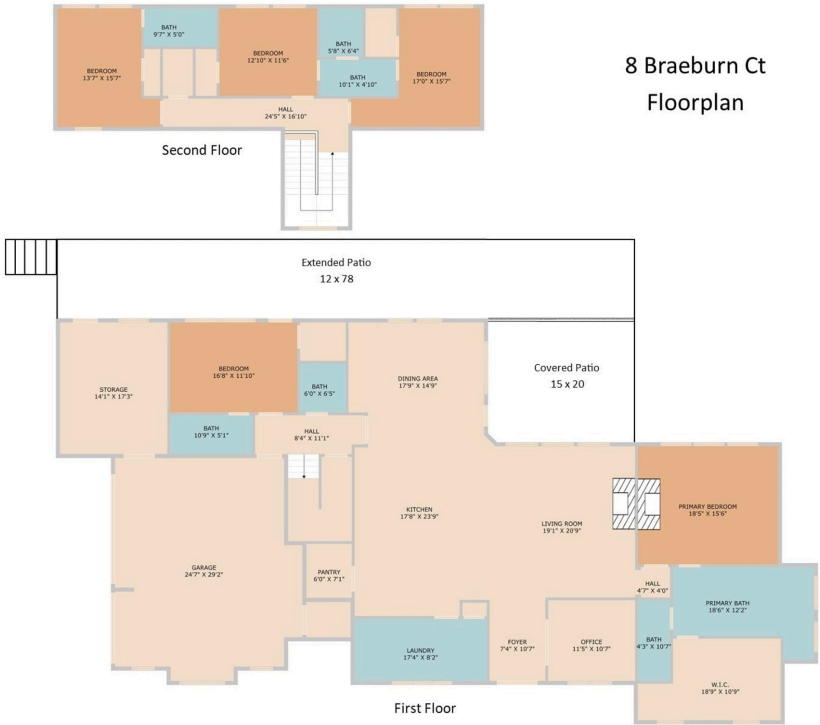 8 Braeburn Ct
Floorplan
BATH
9'7" X 5'0"
BEDROOM
13'7" X 15'7"
BEDROOM
12'10" X 11'6"
BATH
5'8" X 6'4"
BATH
10'1" X 4'10"
BEDROOM
17'0" X 15'7"
HALL
24'5" X 16'10"
Second Floor
Extended Patio
12 x 78
Covered Patio
15 x 20
STORAGE
14'1" X 17'3"
BEDROOM
16'8" X 11'10"
BATH
6'0" X 6'5"
DINING AREA
17'9" X 14'9"
BATH
10'9" X 5'1"
HALL
8'4" X 11'1"
KITCHEN
17'8" X 23'9"
LIVING ROOM
19'1" X 20'9"
PRIMARY BEDROOM
18'5" X 15'6"
GARAGE
24'7" X 29'2"
PANTRY
6'0" X 7'1"
HALL
4'7" X 4'0"
PRIMARY BATH
18'6" X 12'2"
LAUNDRY
17'4" X 8'2"
FOYER
7'4" X 10'7"
OFFICE
11'5" X 10'7"
BATH
4'3" X 10'7"
W.I.C.
18'9" X 10'9"
First Floor